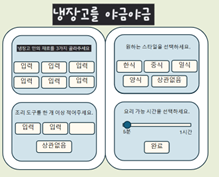 냉장고를 야금야금
냉장고 안의 재료를 3가지 골라주세요
입력 입력 입력
입력 입력 입력
원하는 스타일을 선택하세요.
한식 중식 일식
양식 상관없음
조리 도구를 한 개 이상 적어주세요.
입력 입력
상관없음
요리 가능 시간을 선택하세요.
5분 1시간
완료